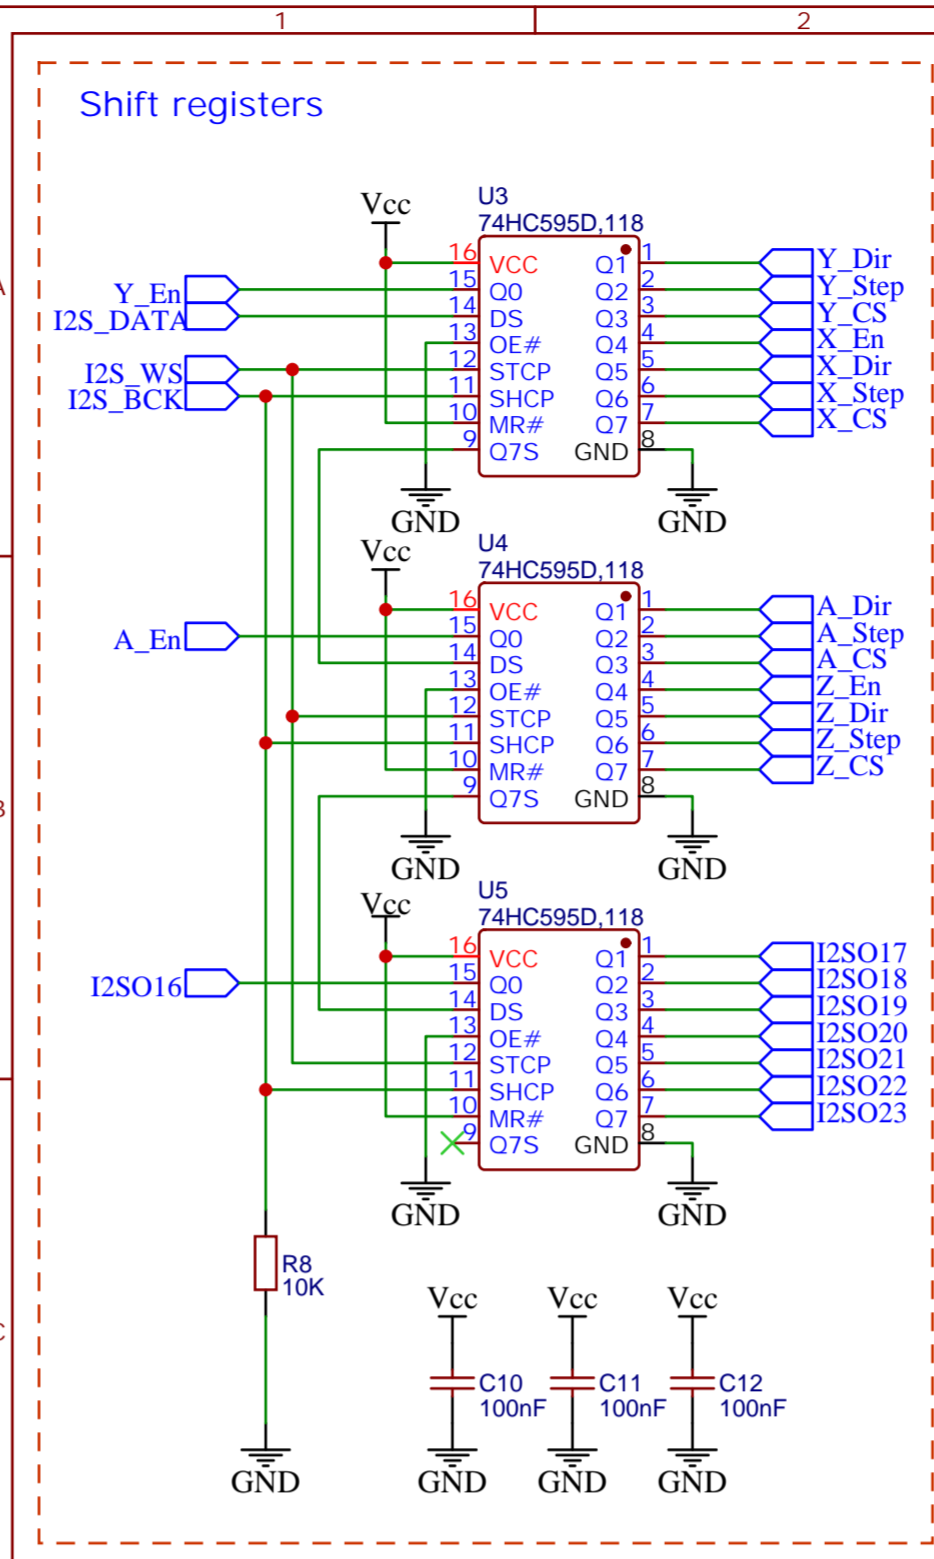 1 2
Shift registers
A
B
C
U3
74HC595D,118
Vcc
16 VCC Q1 1 Y_Dir
Y_En 15 Q0 Q2 2 Y_Step
I2S_DATA 14 DS Q3 3 Y_CS
13 OE# Q4 4 X_En
I2S_WS 12 STCP Q5 5 X_Dir
I2S_BCK 11 SHCP Q6 6 X_Step
10 MR# Q7 7 X_CS
9 Q7S GND 8
GND GND
U4
74HC595D,118
Vcc
16 VCC Q1 1 A_Dir
A_En 15 Q0 Q2 2 A_Step
14 DS Q3 3 A_CS
13 OE# Q4 4 Z_En
12 STCP Q5 5 Z_Dir
11 SHCP Q6 6 Z_Step
10 MR# Q7 7 Z_CS
9 Q7S GND 8
GND GND
U5
74HC595D,118
Vcc
16 VCC Q1 1 I2SO17
I2SO16 15 Q0 Q2 2 I2SO18
14 DS Q3 3 I2SO19
13 OE# Q4 4 I2SO20
12 STCP Q5 5 I2SO21
11 SHCP Q6 6 I2SO22
10 MR# Q7 7 I2SO23
9 Q7S GND 8
GND GND
R8
10K
Vcc Vcc Vcc
C10 C11 C12
100nF 100nF 100nF
GND GND GND GND